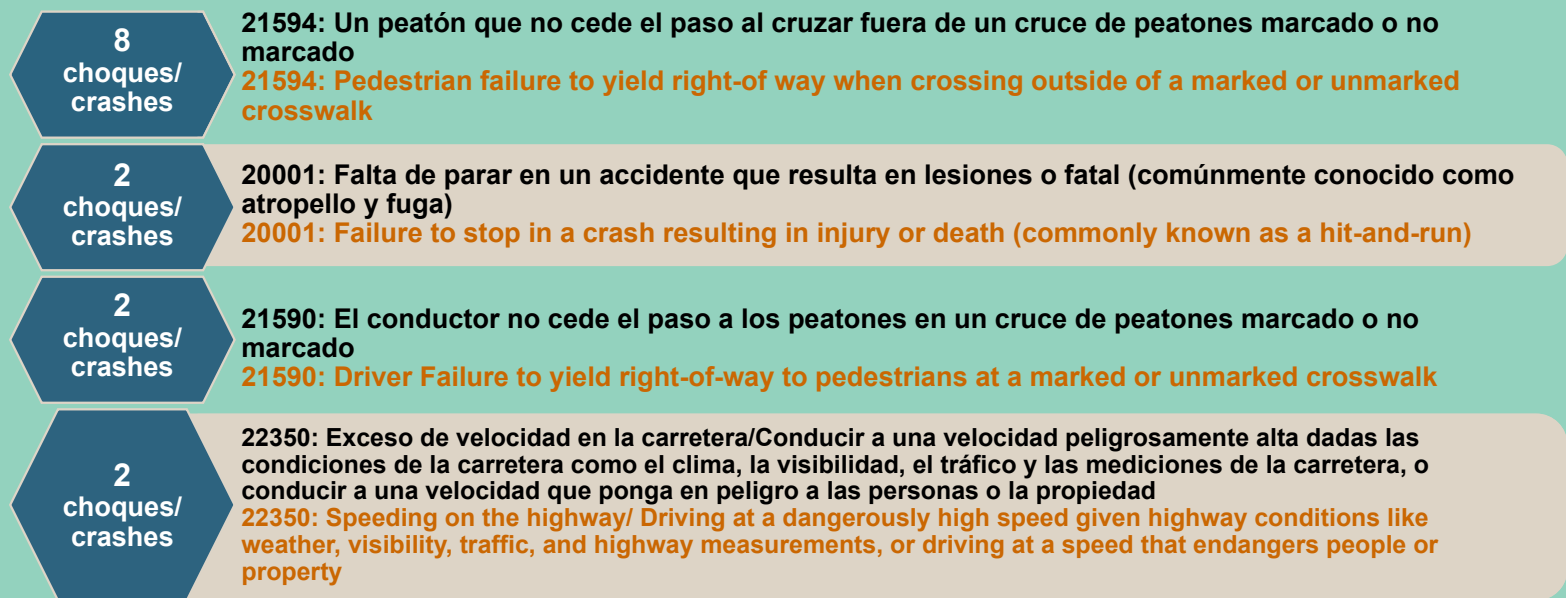 8
choques/
crashes
21594: Un peatón que no cede el paso al cruzar fuera de un cruce de peatones marcado o no
marcado
21594: Pedestrian failure to yield right-of way when crossing outside of a marked or unmarked
crosswalk
2
choques/
crashes
20001: Falta de parar en un accidente que resulta en lesiones o fatal (comúnmente conocido como
atropello y fuga)
20001: Failure to stop in a crash resulting in injury or death (commonly known as a hit-and-run)
2
choques/
crashes
21590: El conductor no cede el paso a los peatones en un cruce de peatones marcado o no
marcado
21590: Driver Failure to yield right-of-way to pedestrians at a marked or unmarked crosswalk
2
choques/
crashes
22350: Exceso de velocidad en la carretera/Conducir a una velocidad peligrosamente alta dadas las
condiciones de la carretera como el clima, la visibilidad, el tráfico y las mediciones de la carretera, o
conducir a una velocidad que ponga en peligro a las personas o la propiedad
22350: Speeding on the highway/ Driving at a dangerously high speed given highway conditions like
weather, visibility, traffic, and highway measurements, or driving at a speed that endangers people or
property